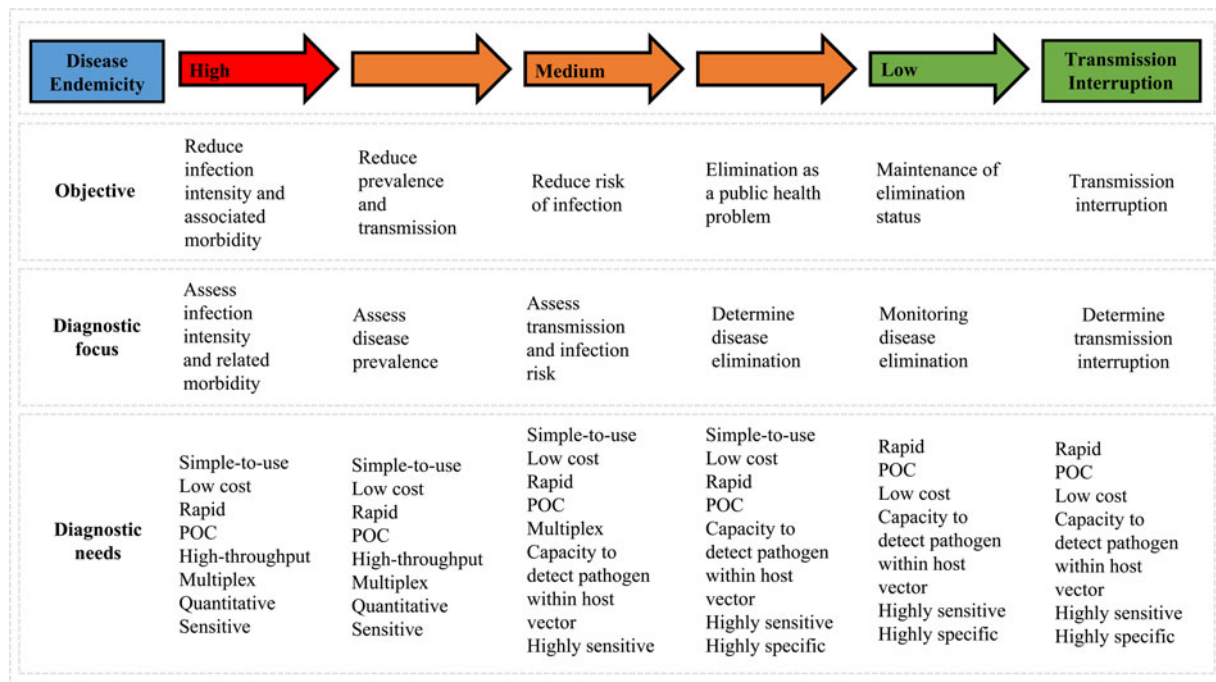 Disease
Endemicity
High
Medium
Low
Transmission
Interruption
Objective
Reduce
infection
intensity and
associated
morbidity
Reduce
prevalence
and
transmission
Reduce risk
of infection
Elimination as
a public health
problem
Maintenance of
elimination
status
Transmission
interruption
Diagnostic
focus
Assess
infection
intensity
and related
morbidity
Assess
disease
prevalence
Assess
transmission
and infection
risk
Determine
disease
elimination
Monitoring
disease
elimination
Determine
transmission
interruption
Diagnostic
needs
Simple-to-use
Low cost
Rapid
POC
High-throughput
Multiplex
Quantitative
Sensitive
Simple-to-use
Low cost
Rapid
POC
High-throughput
Multiplex
Quantitative
Sensitive
Simple-to-use
Low cost
Rapid
POC
Multiplex
Capacity to
detect pathogen
within host
vector
Highly sensitive
Simple-to-use
Low cost
Rapid
POC
Capacity to
detect pathogen
within host
vector
Highly sensitive
Highly specific
Rapid
POC
Low cost
Capacity to
detect pathogen
within host
vector
Highly sensitive
Highly specific
Rapid
POC
Low cost
Capacity to
detect pathogen
within host
vector
Highly sensitive
Highly specific